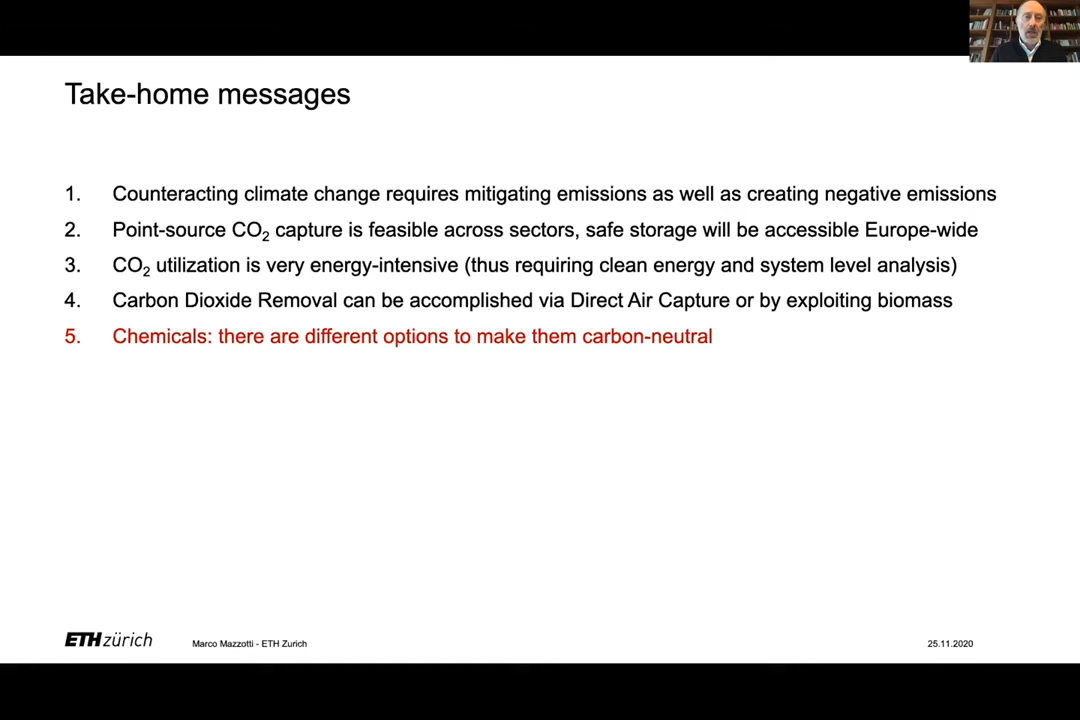 Take-home messages
1. Counteracting climate change requires mitigating emissions as well as creating negative emissions
2. Point-source CO₂ capture is feasible across sectors, safe storage will be accessible Europe-wide
3. CO₂ utilization is very energy-intensive (thus requiring clean energy and system level analysis)
4. Carbon Dioxide Removal can be accomplished via Direct Air Capture or by exploiting biomass
5. Chemicals: there are different options to make them carbon-neutral
ETH zürich Marco Mazzotti - ETH Zurich 25.11.2020